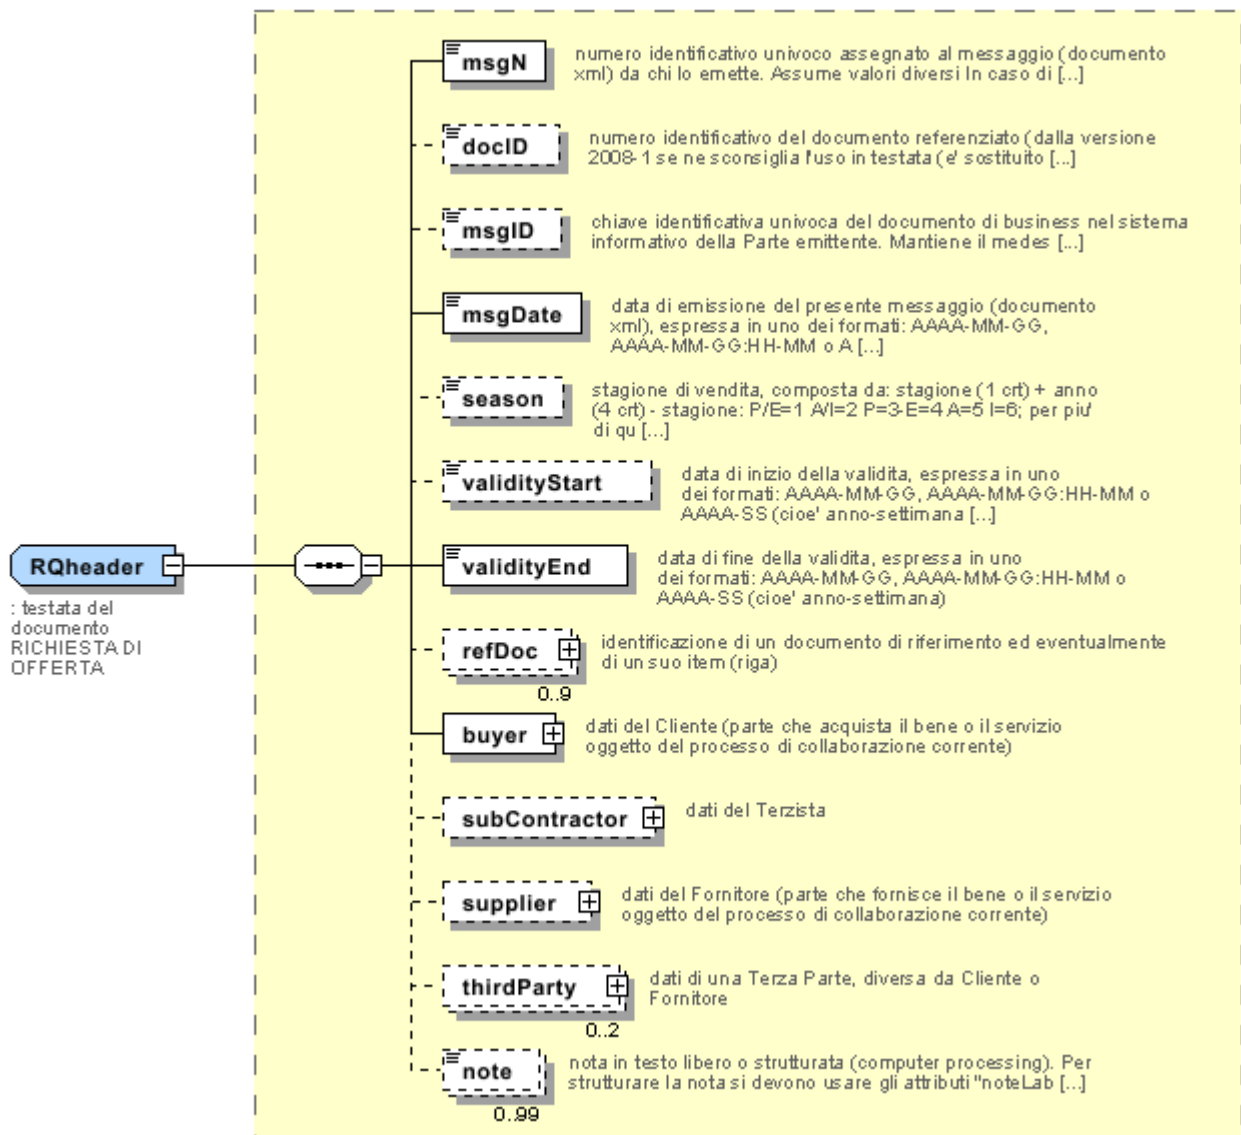 msgN
numero identificativo univoco assegnato al messaggio (documento
xml) da chi lo emette. Assume valori diversi In caso di [...]
docID
numero identificativo del documento referenziato (dalla versione
2008-1 se ne sconsiglia l'uso in testata (e' sostituito [...]
msgID
chiave identificativa univoca del documento di business nel sistema
informativo della Parte emittente. Mantiene il medes [...]
msgDate
data di emissione del presente messaggio (documento
xml), espressa in uno dei formati: AAAA-MM-GG,
AAAA-MM-GG:HH-MM o A [...]
season
stagione di vendita, composta da: stagione (1 crt) + anno
(4 crt) - stagione: P/E=1 A/I=2 P=3-E=4 A=5 I=6; per piu'
di qu [...]
validityStart
data di inizio della validita, espressa in uno
dei formati: AAAA-MM-GG, AAAA-MM-GG:HH-MM o
AAAA-SS (cioe' anno-settimana [...]
RQheader
: testata del
documento
RICHIESTA DI
OFFERTA
validityEnd
data di fine della validita, espressa in uno
dei formati: AAAA-MM-GG, AAAA-MM-GG:HH-MM o
AAAA-SS (cioe' anno-settimana)
refDoc
0..9
identificazione di un documento di riferimento ed eventualmente
di un suo item (riga)
buyer
dati del Cliente (parte che acquista il bene o il servizio
oggetto del processo di collaborazione corrente)
subContractor
dati del Terzista
supplier
dati del Fornitore (parte che fornisce il bene o il servizio
oggetto del processo di collaborazione corrente)
thirdParty
0..2
dati di una Terza Parte, diversa da Cliente o
Fornitore
note
0..99
nota in testo libero o strutturata (computer processing). Per
strutturare la nota si devono usare gli attributi "noteLab [...]